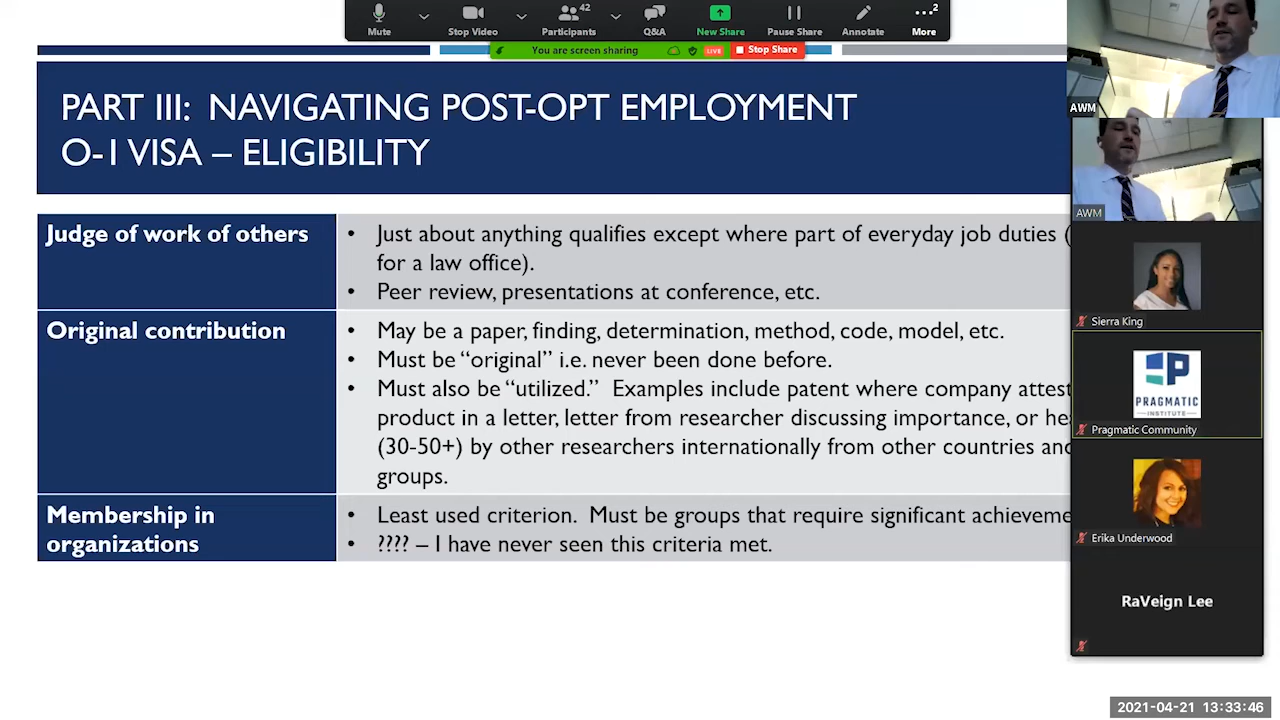 42
2
Mute
Stop Video
Participants
Q&A
New Share
Pause Share
Annotate
More
You are screen sharing
LIVE
Stop Share
PART III: NAVIGATING POST-OPT EMPLOYMENT
O-1 VISA – ELIGIBILITY
AWM
AWM
Judge of work of others
• Just about anything qualifies except where part of everyday job duties (
for a law office).
• Peer review, presentations at conference, etc.
Original contribution
• May be a paper, finding, determination, method, code, model, etc.
• Must be “original” i.e. never been done before.
• Must also be “utilized.” Examples include patent where company attest
product in a letter, letter from researcher discussing importance, or
(30-50+) by other researchers internationally from other countries
groups.
Membership in
organizations
• Least used criterion. Must be groups that require significant
• ???? – I have never seen this criteria met.
Sierra King
PRAGMATIC
INSTITUTE
Pragmatic Community
Erika Underwood
RaVeign Lee
2021-04-21 13:33:46